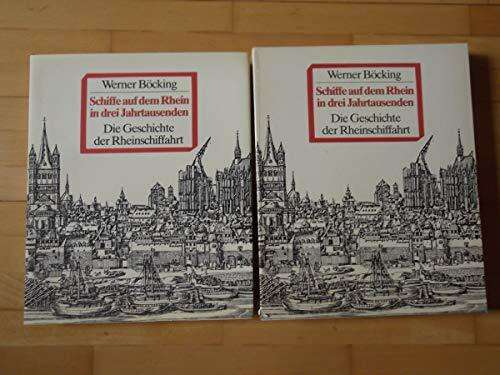 Werner Böcking
Schiffe auf dem Rhein
in drei Jahrtausenden
Die Geschichte
der Rheinschiffahrt
Werner Böcking
Schiffe auf dem Rhein
in drei Jahrtausenden
Die Geschichte
der Rheinschiffahrt